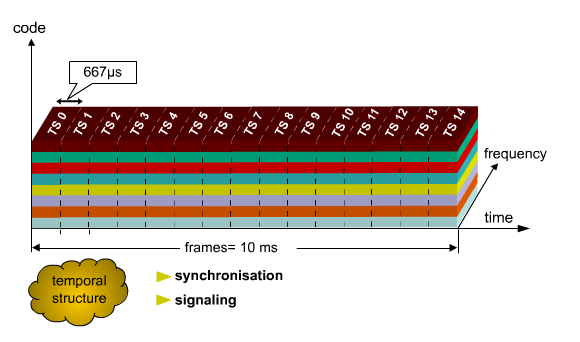 code
667µs
TS 0
TS 1
TS 2
TS 3
TS 4
TS 5
TS 6
TS 7
TS 8
TS 9
TS 10
TS 11
TS 12
TS 13
TS 14
frequency
time
frames= 10 ms
temporal
structure
synchronisation
signaling